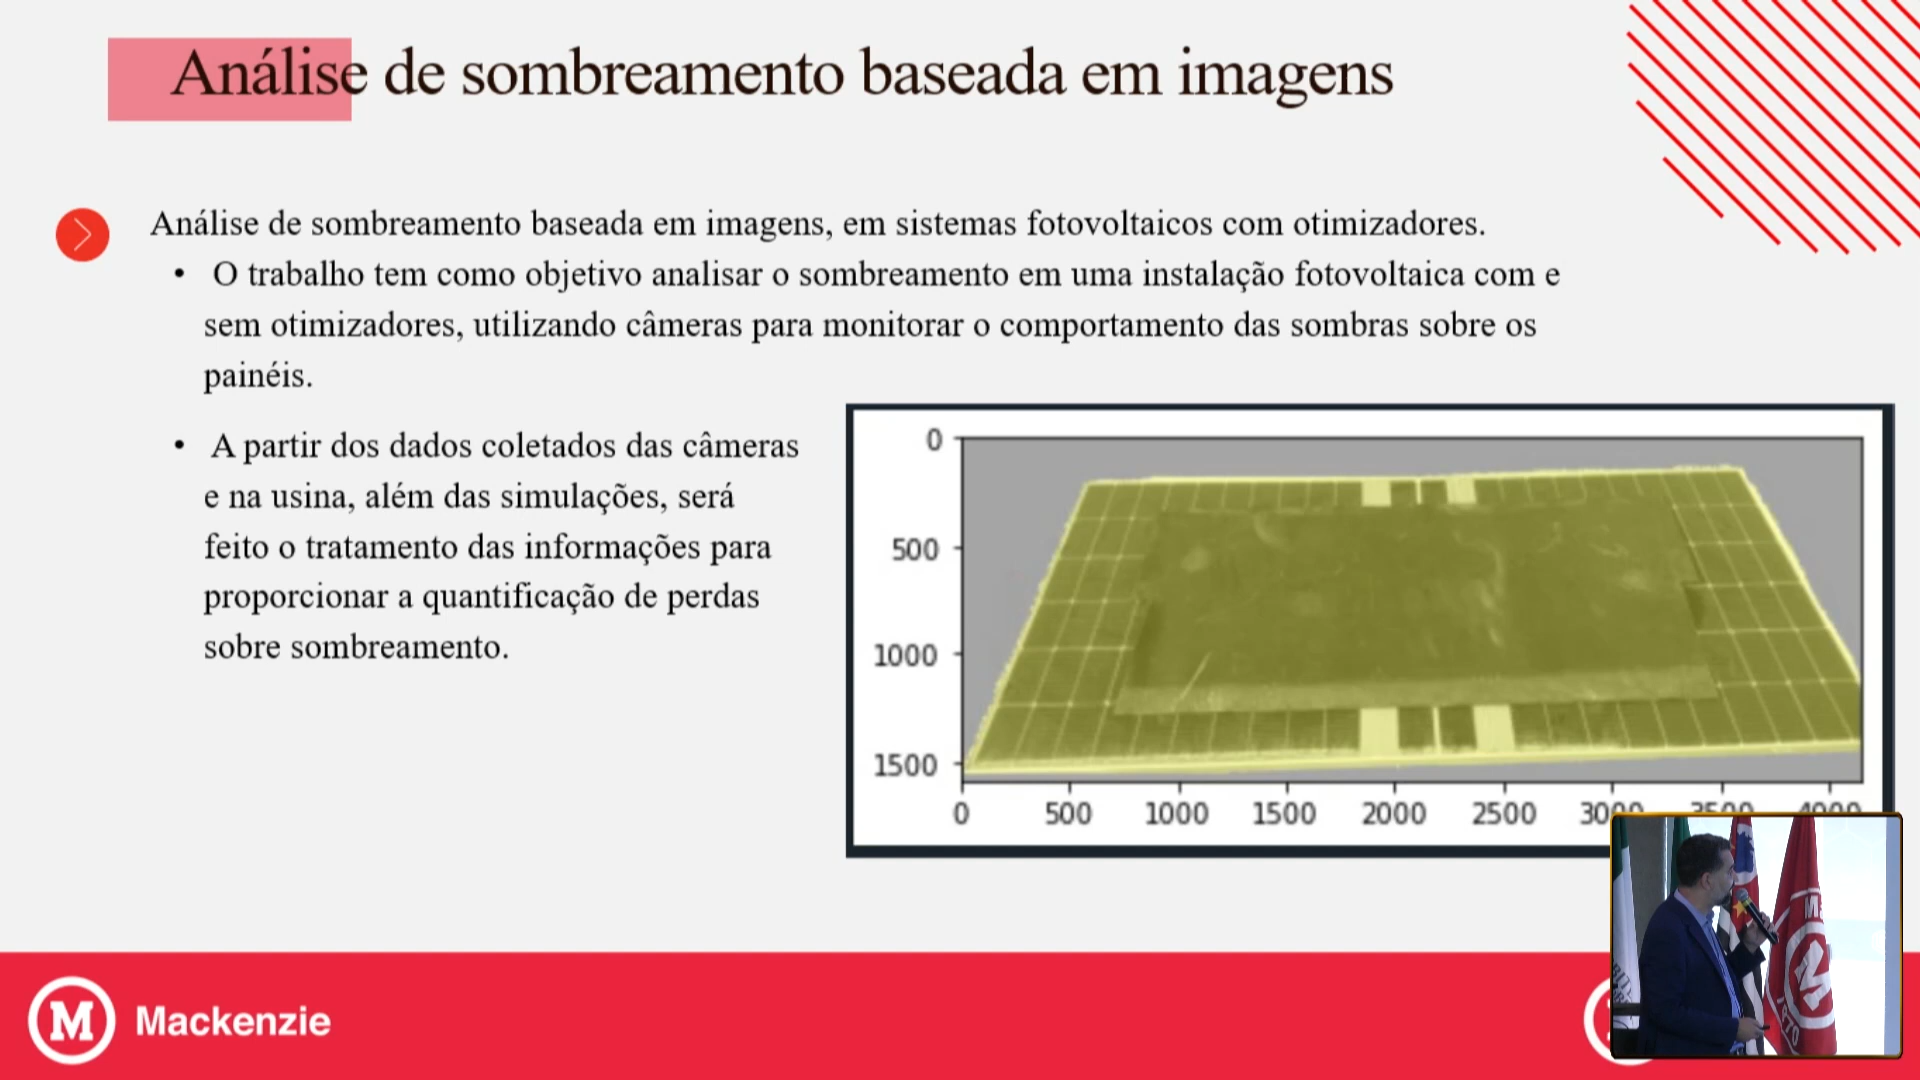 Análise de sombreamento baseada em imagens
Análise de sombreamento baseada em imagens, em sistemas fotovoltaicos com otimizadores.
• O trabalho tem como objetivo analisar o sombreamento em uma instalação fotovoltaica com e
sem otimizadores, utilizando câmeras para monitorar o comportamento das sombras sobre os
painéis.
• A partir dos dados coletados das câmeras
e na usina, além das simulações, será
feito o tratamento das informações para
proporcionar a quantificação de perdas
sobre sombreamento.
0
500
1000
1500
0 500 1000 1500 2000 2500 3000 3500 4000
M Mackenzie